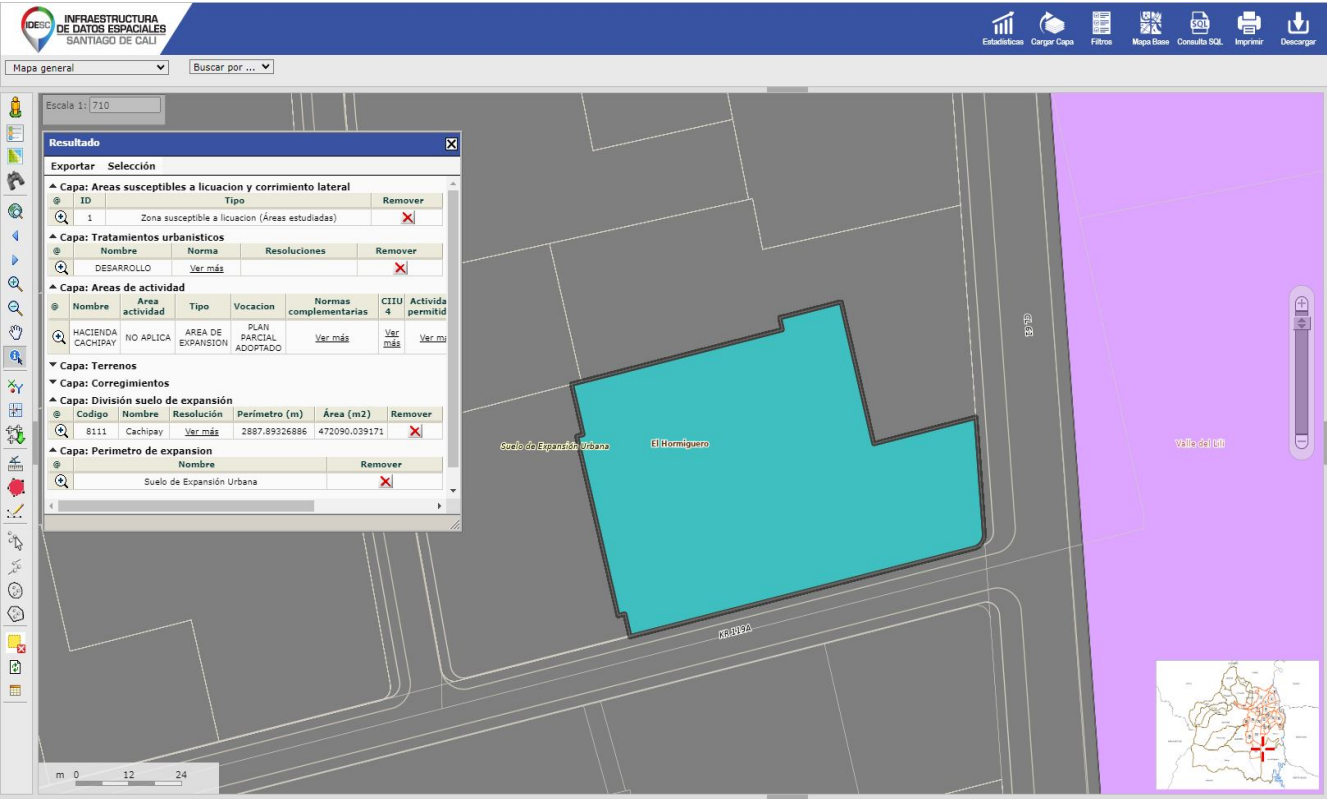 IDESC
INFRAESTRUCTURA
DE DATOS ESPACIALES
SANTIAGO DE CALI
Estadísticas Cargar Capa Filtros Mapa Base Consulta SQL Imprimir Descargar
SQL
Mapa general Buscar por ...
Escala 1: 710
Resultado
Exportar Selección
Capa: Areas susceptibles a licuacion y corrimiento lateral
@ ID Tipo Remover
1 Zona susceptible a licuacion (Áreas estudiadas)
Capa: Tratamientos urbanisticos
@ Nombre Norma Resoluciones Remover
DESARROLLO Ver más
Capa: Areas de actividad
@ Nombre Area actividad Tipo Vocacion Normas complementarias CIIU 4 Activida permitid
HACIENDA CACHIPAY NO APLICA AREA DE EXPANSION PLAN PARCIAL ADOPTADO Ver más Ver más Ver má
Capa: Terrenos
Capa: Corregimientos
Capa: División suelo de expansión
@ Codigo Nombre Resolución Perímetro (m) Área (m2) Remover
8111 Cachipay Ver más 2887.89326886 472090.039171
Capa: Perimetro de expansion
@ Nombre Remover
Suelo de Expansión Urbana
Suelo de Expansión Urbana
El Hormiguero
Valle del Lili
KR 119A
m 0 12 24